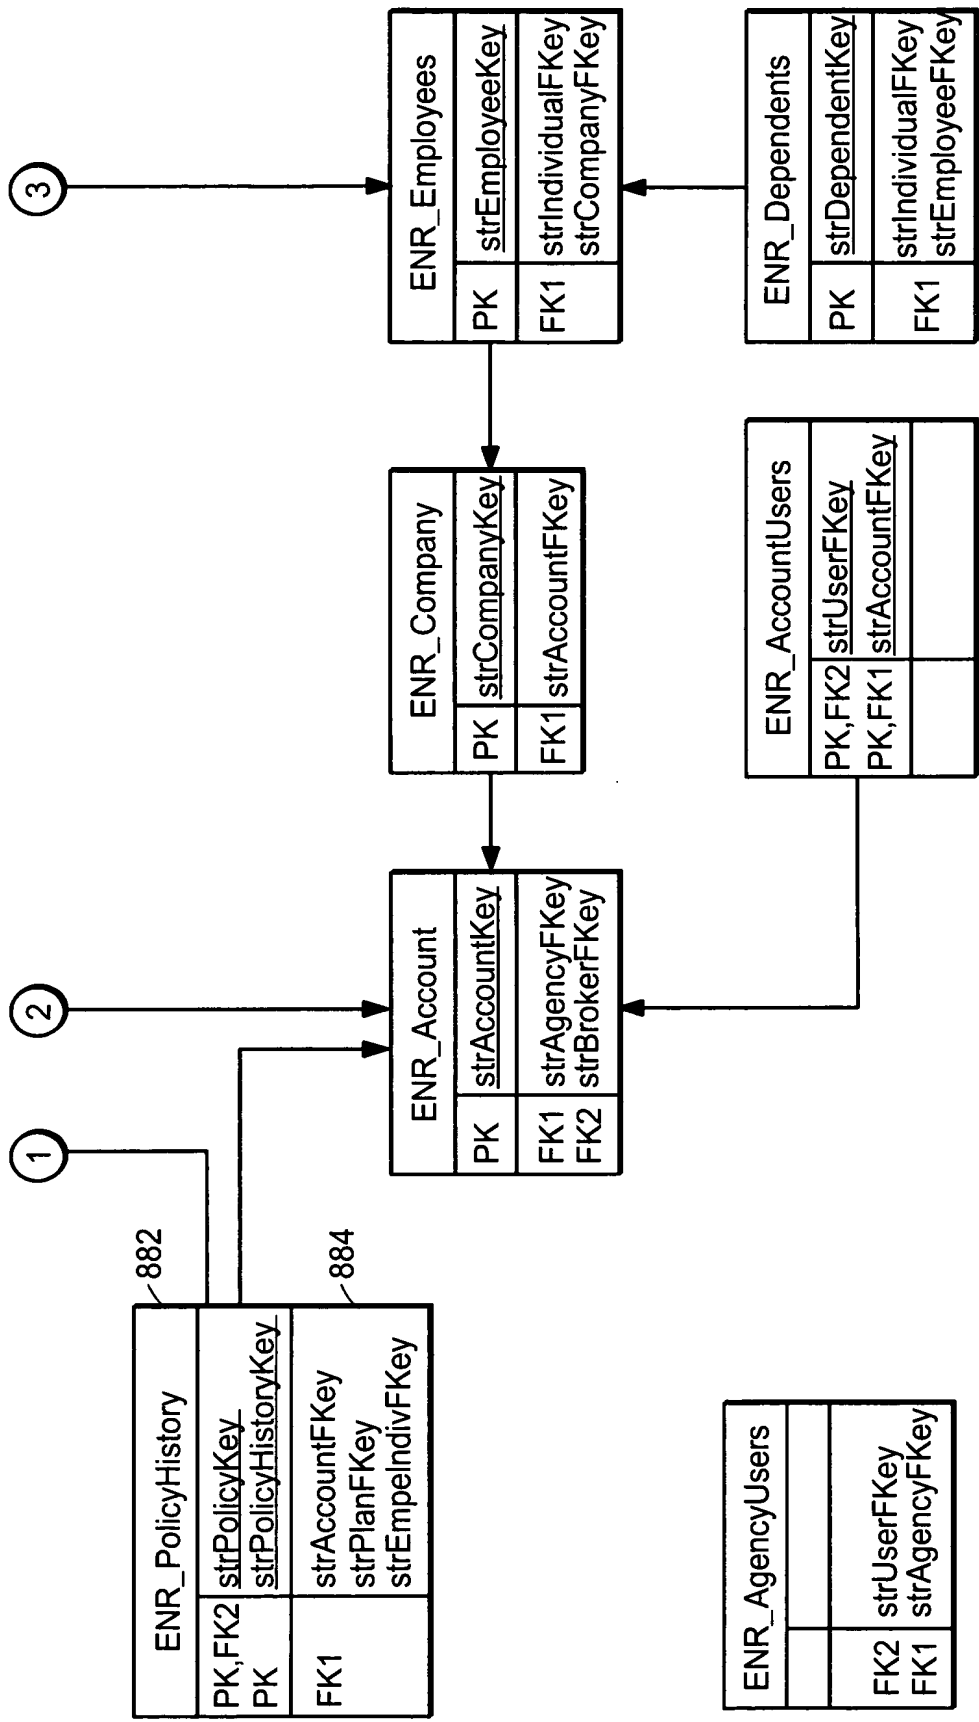 1
2
3
ENR_PolicyHistory
882
PK,FK2 strPolicyKey
PK strPolicyHistoryKey
FK1 strAccountFKey
strPlanFKey
strEmpeIndivFKey
884
ENR_Account
PK strAccountKey
FK1 strAgencyFKey
FK2 strBrokerFKey
ENR_Company
PK strCompanyKey
FK1 strAccountFKey
ENR_Employees
PK strEmployeeKey
FK1 strIndividualFKey
strCompanyFKey
ENR_AgencyUsers
FK2 strUserFKey
FK1 strAgencyFKey
ENR_AccountUsers
PK,FK2 strUserFKey
PK,FK1 strAccountFKey
ENR_Dependents
PK strDependentKey
strIndividualFKey
FK1 strEmployeeFKey